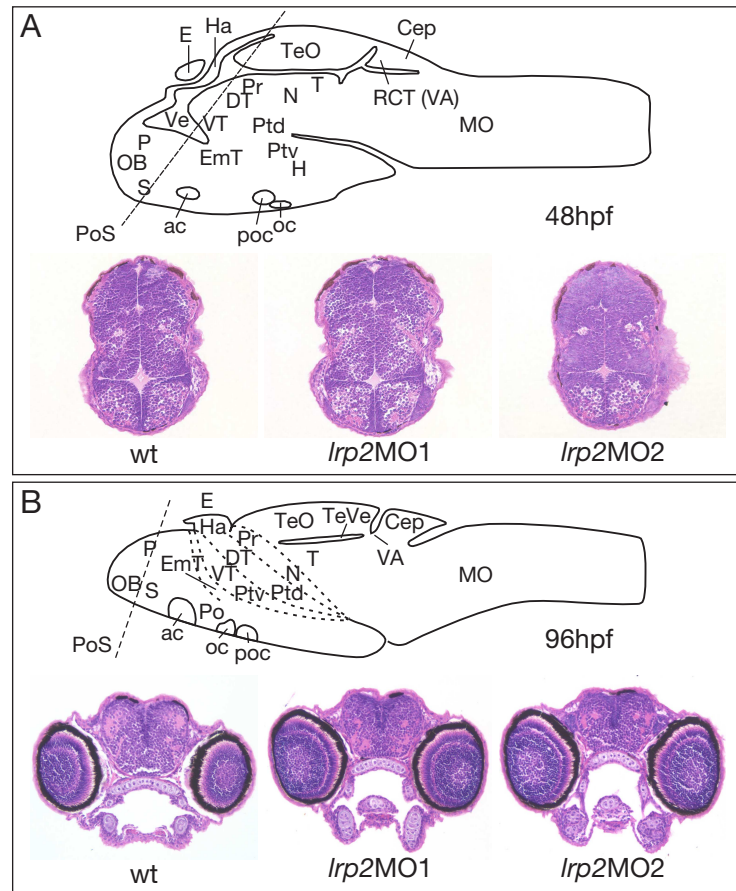 A
E
Ha
TeO
Cep
Pr
DT
N
T
RCT (VA)
Ve
VT
Ptd
MO
P
EmT
Ptv
OB
H
S
PoS
ac
poc
oc
48hpf
wt
lrp2MO1
lrp2MO2
B
E
Ha
TeO
TeVe
Cep
P
Pr
EmT
DT
T
VA
VT
N
MO
OB
S
Ptv
Ptd
Po
PoS
ac
oc
poc
96hpf
wt
lrp2MO1
lrp2MO2